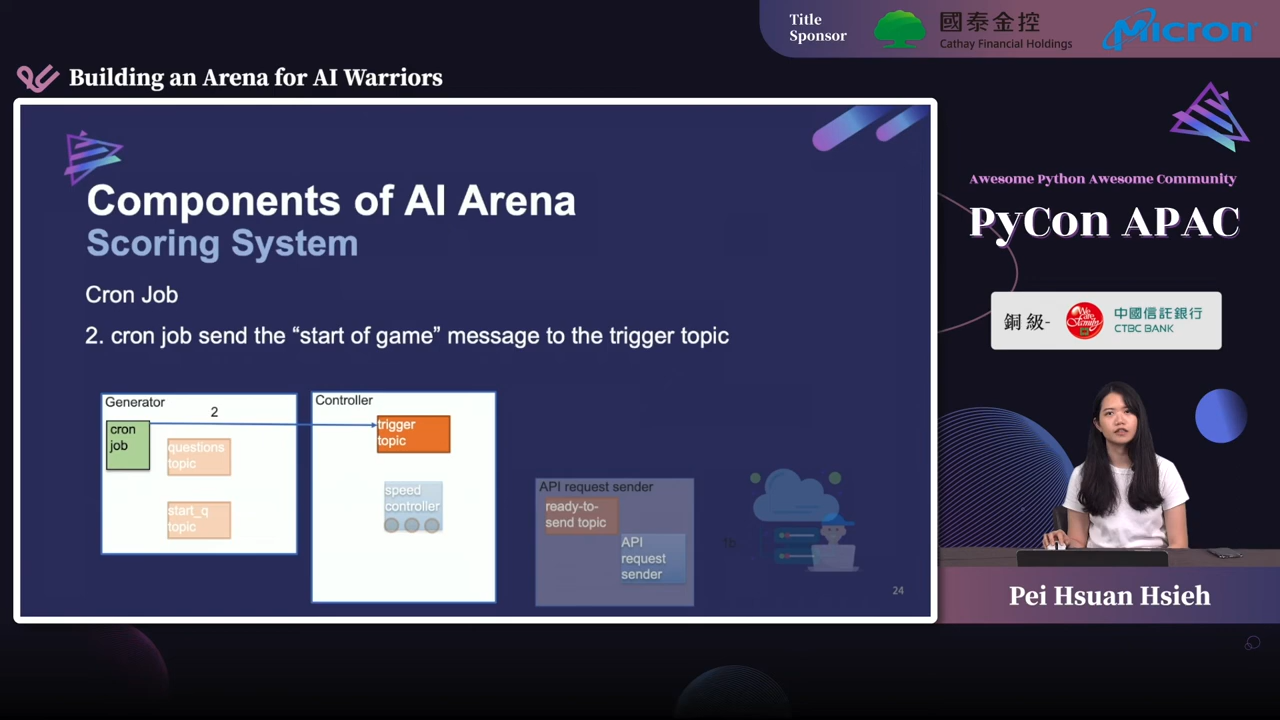 Title
Sponsor
國泰金控
Cathay Financial Holdings
Micron
Building an Arena for AI Warriors
Components of AI Arena
Scoring System
Cron Job
2. cron job send the “start of game” message to the trigger topic
Generator
2
cron
job
questions
topic
start_q
topic
Controller
trigger
topic
speed
controller
API request sender
ready-to-
send topic
API
request
sender
1b
24
Awesome Python Awesome Community
PyCon APAC
銅級-
We are
family
中國信託銀行
CTBC BANK
Pei Hsuan Hsieh